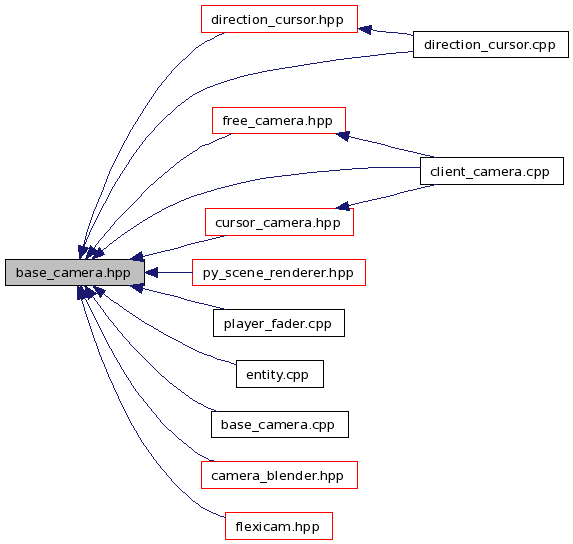 direction_cursor.hpp
direction_cursor.cpp
free_camera.hpp
client_camera.cpp
cursor_camera.hpp
base_camera.hpp
py_scene_renderer.hpp
player_fader.cpp
entity.cpp
base_camera.cpp
camera_blender.hpp
flexicam.hpp